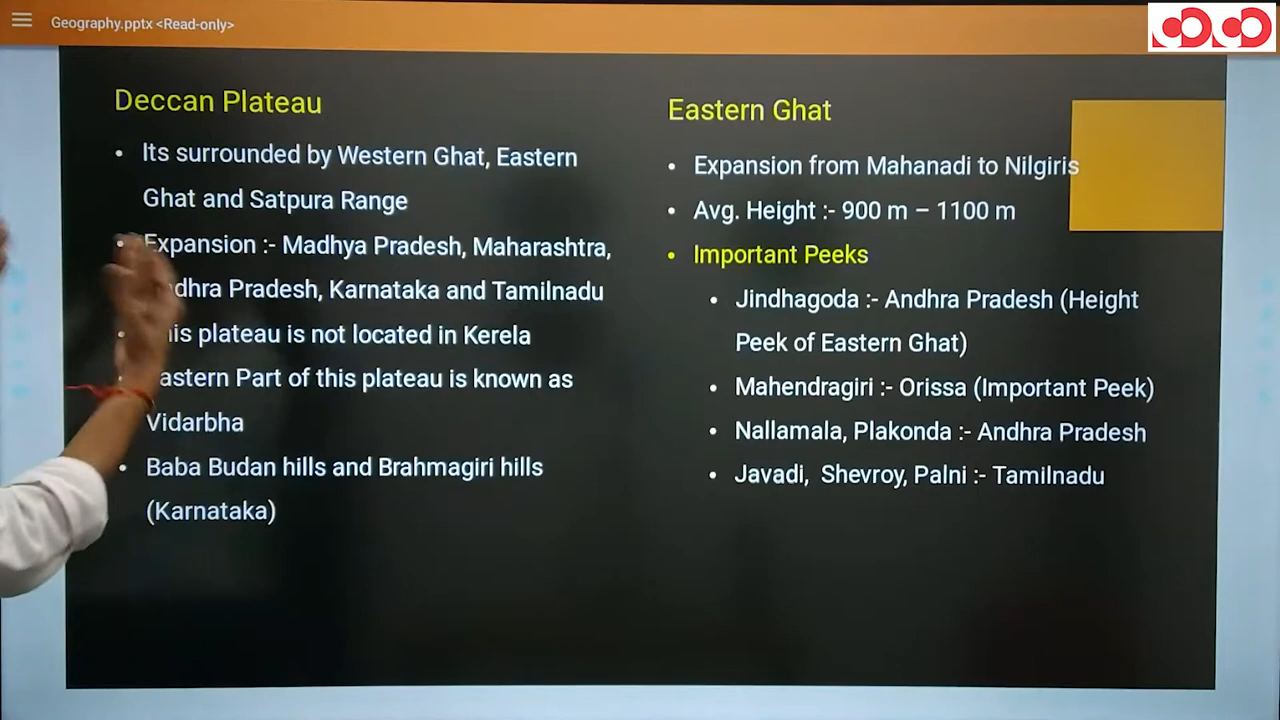 Geography.pptx <Read-only>
Deccan Plateau
• Its surrounded by Western Ghat, Eastern
Ghat and Satpura Range
• Expansion :- Madhya Pradesh, Maharashtra,
Pradesh, Karnataka and Tamilnadu
• plateau is not located in Kerela
• Part of this plateau is known as
Vidarbha
• Baba Budan hills and Brahmagiri hills
(Karnataka)
Eastern Ghat
• Expansion from Mahanadi to Nilgiris
• Avg. Height :- 900 m – 1100 m
• Important Peeks
• Jindhagoda :- Andhra Pradesh (Height
Peek of Eastern Ghat)
• Mahendragiri :- Orissa (Important Peek)
• Nallamala, Plakonda :- Andhra Pradesh
• Javadi, Shevroy, Palni :- Tamilnadu